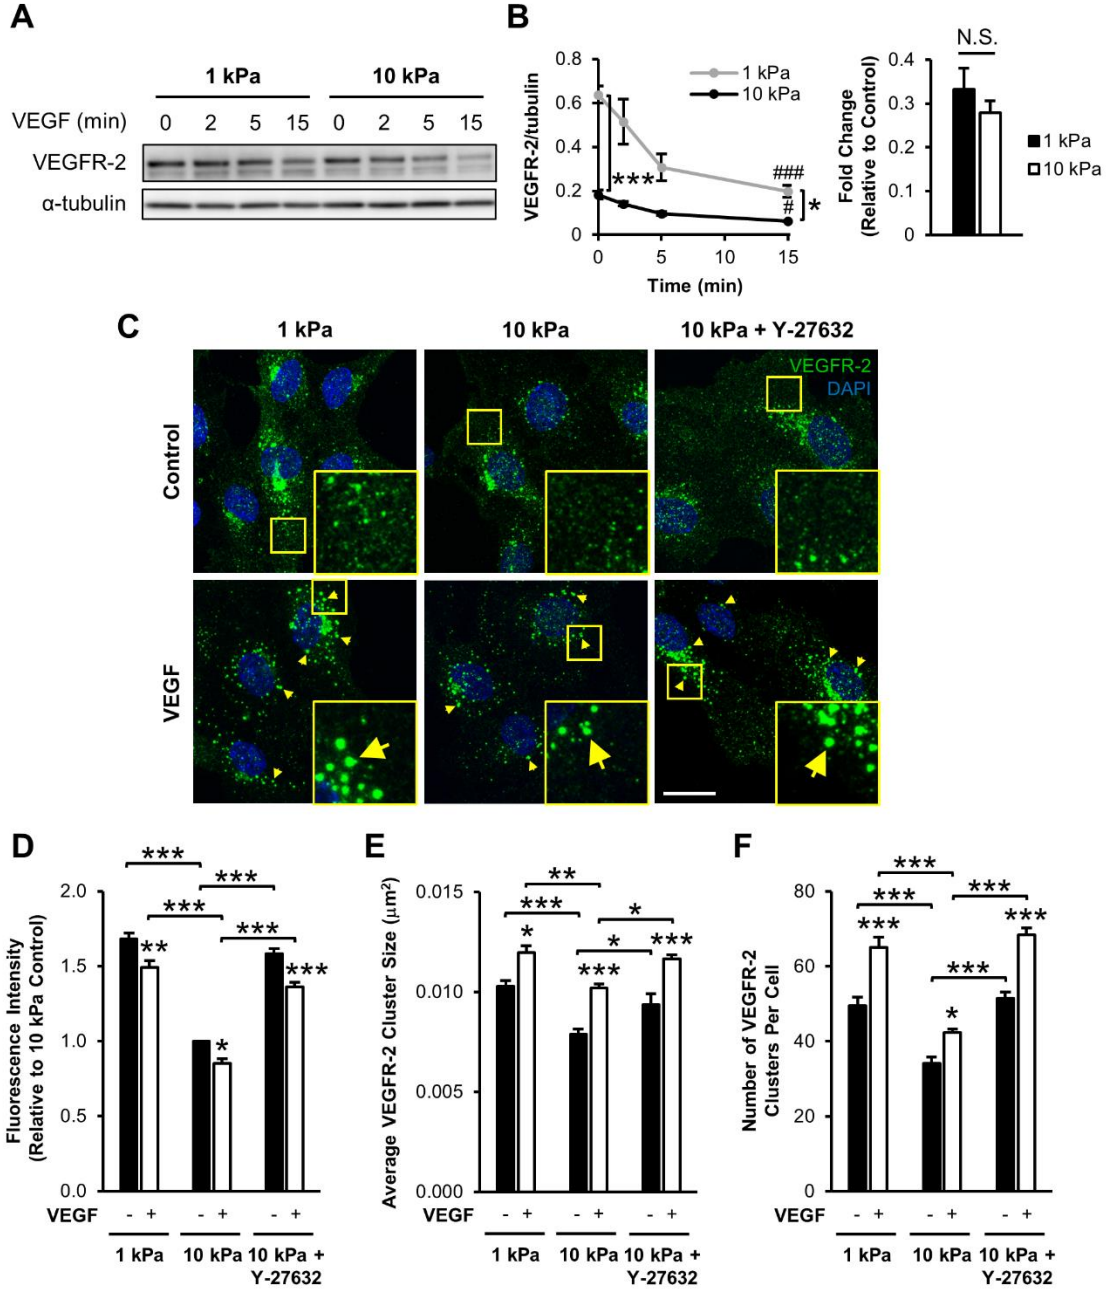 A
1 kPa 10 kPa
VEGF (min) 0 2 5 15 0 2 5 15
VEGFR-2
α-tubulin
B
VEGFR-2/tubulin
0.8
0.6
0.4
0.2
0
0 5 10 15
Time (min)
1 kPa
10 kPa
***
###
#
*
Fold Change
(Relative to Control)
0.4
0.3
0.2
0.1
0
N.S.
1 kPa
10 kPa
C
1 kPa 10 kPa 10 kPa + Y-27632
Control
VEGFR-2
DAPI
VEGF
D
Fluorescence Intensity
(Relative to 10 kPa Control)
2.0
1.5
1.0
0.5
0.0
***
***
***
***
**
*
***
VEGF - + - + - +
1 kPa 10 kPa 10 kPa +
Y-27632
E
Average VEGFR-2 Cluster Size (μm²)
0.015
0.010
0.005
0.000
**
***
*
*
*
***
***
VEGF - + - + - +
1 kPa 10 kPa 10 kPa +
Y-27632
F
Number of VEGFR-2
Clusters Per Cell
80
60
40
20
0
***
***
***
***
***
*
***
VEGF - + - + - +
1 kPa 10 kPa 10 kPa +
Y-27632